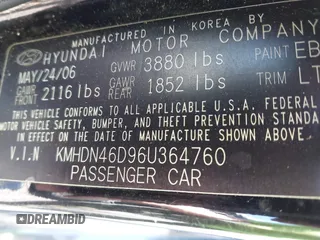 MANUFACTURED IN KOREA BY
HYUNDAI MOTOR COMPANY
MAY/24/06 GVWR 3880 lbs PAINT EB
GAWR FRONT 2116 lbs GAWR REAR 1852 lbs TRIM LT
THIS VEHICLE CONFORMS TO ALL APPLICABLE U.S.A. FEDERAL
MOTOR VEHICLE SAFETY, BUMPER, AND THEFT PREVENTION STANDARD
IN EFFECT ON THE DATE OF MANUFACTURE SHOWN ABOVE.
V.I.N KMHDN46D96U364760
PASSENGER CAR
DREAMBID